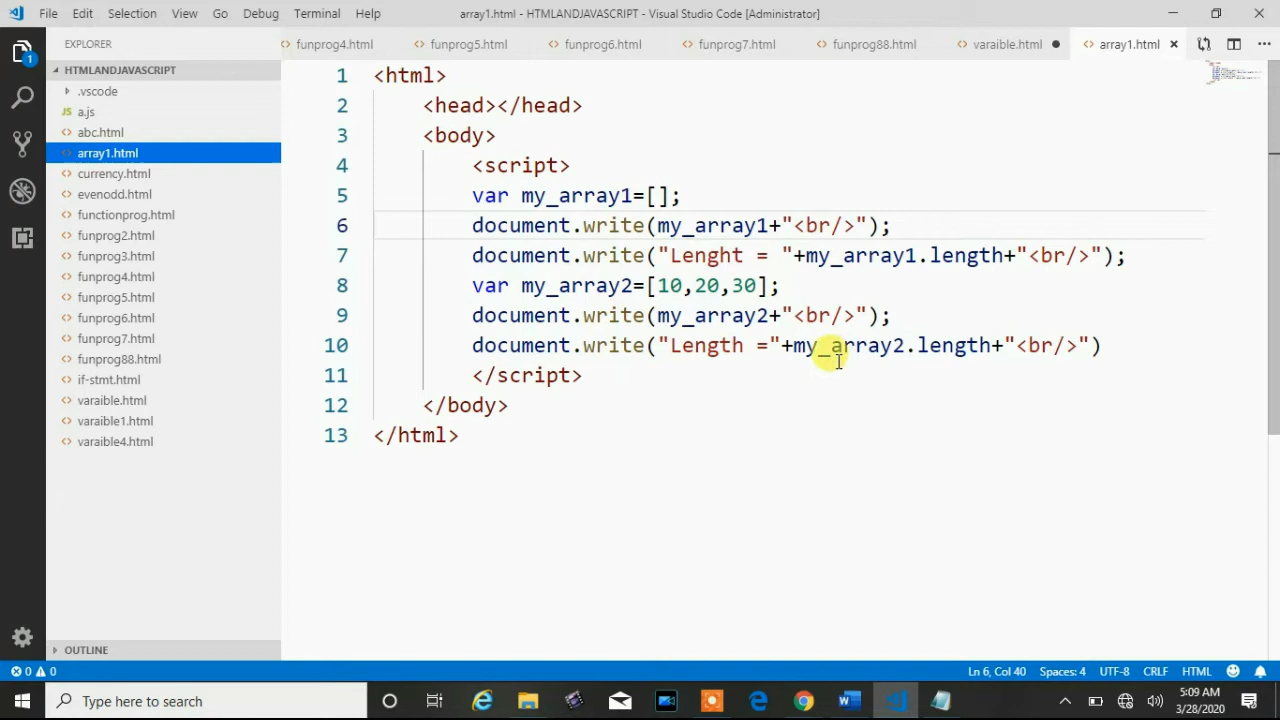 File Edit Selection View Go Debug Terminal Help array1.html - HTMLANDJAVASCRIPT - Visual Studio Code [Administrator]
EXPLORER
funprog4.html funprog5.html funprog6.html funprog7.html funprog88.html varaible.html array1.html
1
HTMLANDJAVASCRIPT
.vscode
JS a.js
abc.html
array1.html
currency.html
evenodd.html
functionprog.html
funprog2.html
funprog3.html
funprog4.html
funprog5.html
funprog6.html
funprog7.html
funprog88.html
if-stmt.html
varaible.html
varaible1.html
varaible4.html
OUTLINE
1 <html>
2 <head></head>
3 <body>
4 <script>
5 var my_array1=[];
6 document.write(my_array1+"<br/>");
7 document.write("Lenght = "+my_array1.length+"<br/>");
8 var my_array2=[10,20,30];
9 document.write(my_array2+"<br/>");
10 document.write("Length ="+my_array2.length+"<br/>")
11 </script>
12 </body>
13 </html>
0 0 Ln 6, Col 40 Spaces: 4 UTF-8 CRLF HTML
Type here to search
5:09 AM
3/28/2020